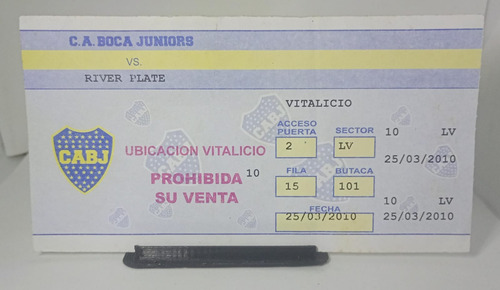 C.A. BOCA JUNIORS
VS.
RIVER PLATE
VITALICIO
ACCESO PUERTA
SECTOR
2
LV
10 LV
25/03/2010
CABJ
UBICACION VITALICIO
10
PROHIBIDA
SU VENTA
FILA
BUTACA
15
101
10 LV
FECHA
25/03/2010
25/03/2010